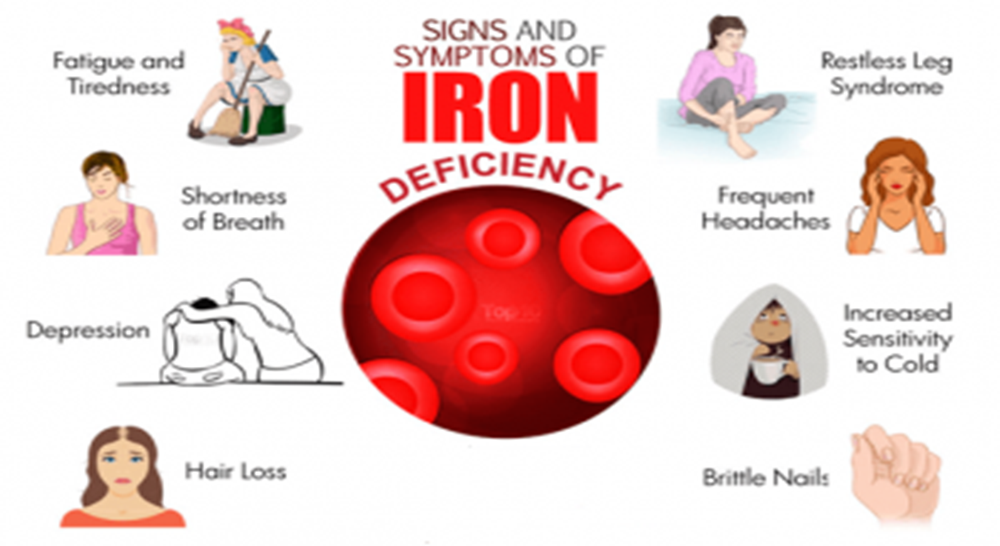 SIGNS AND
SYMPTOMS OF
IRON
DEFICIENCY
Fatigue and
Tiredness
Shortness
of Breath
Depression
Hair Loss
Restless Leg
Syndrome
Frequent
Headaches
Increased
Sensitivity
to Cold
Brittle Nails
Top10